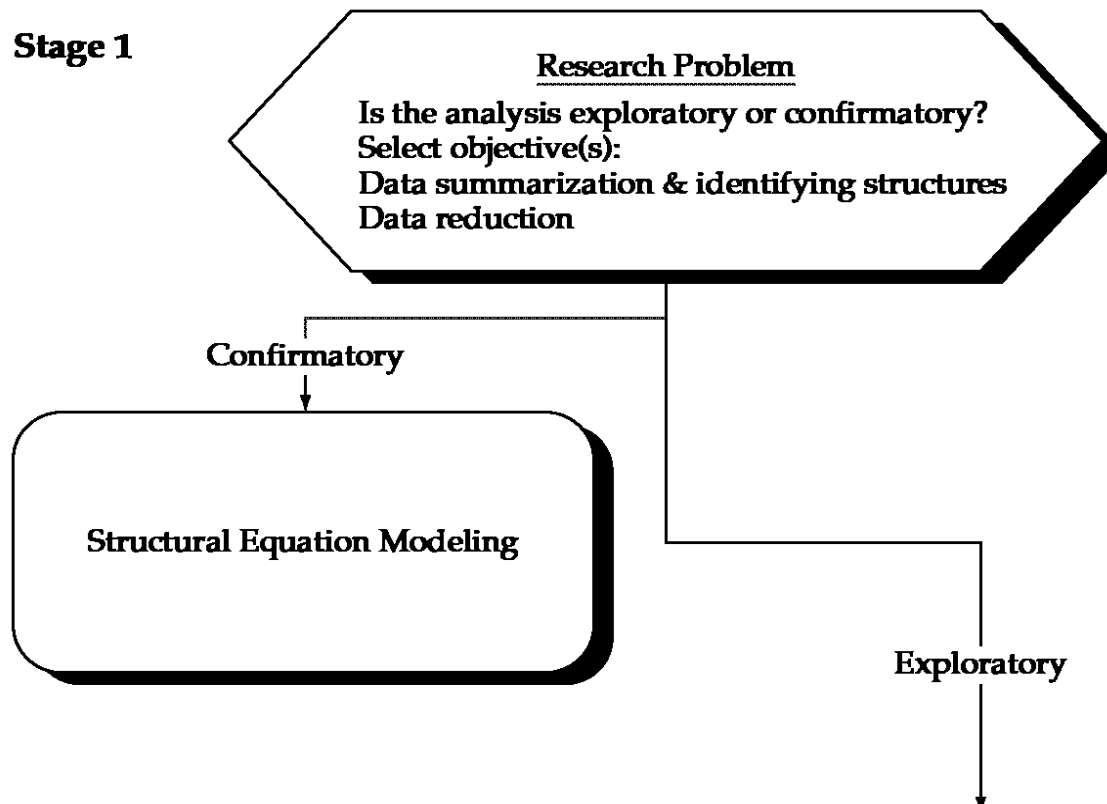 Stage 1
Research Problem
Is the analysis exploratory or confirmatory?
Select objective(s):
Data summarization & identifying structures
Data reduction
Confirmatory
Structural Equation Modeling
Exploratory